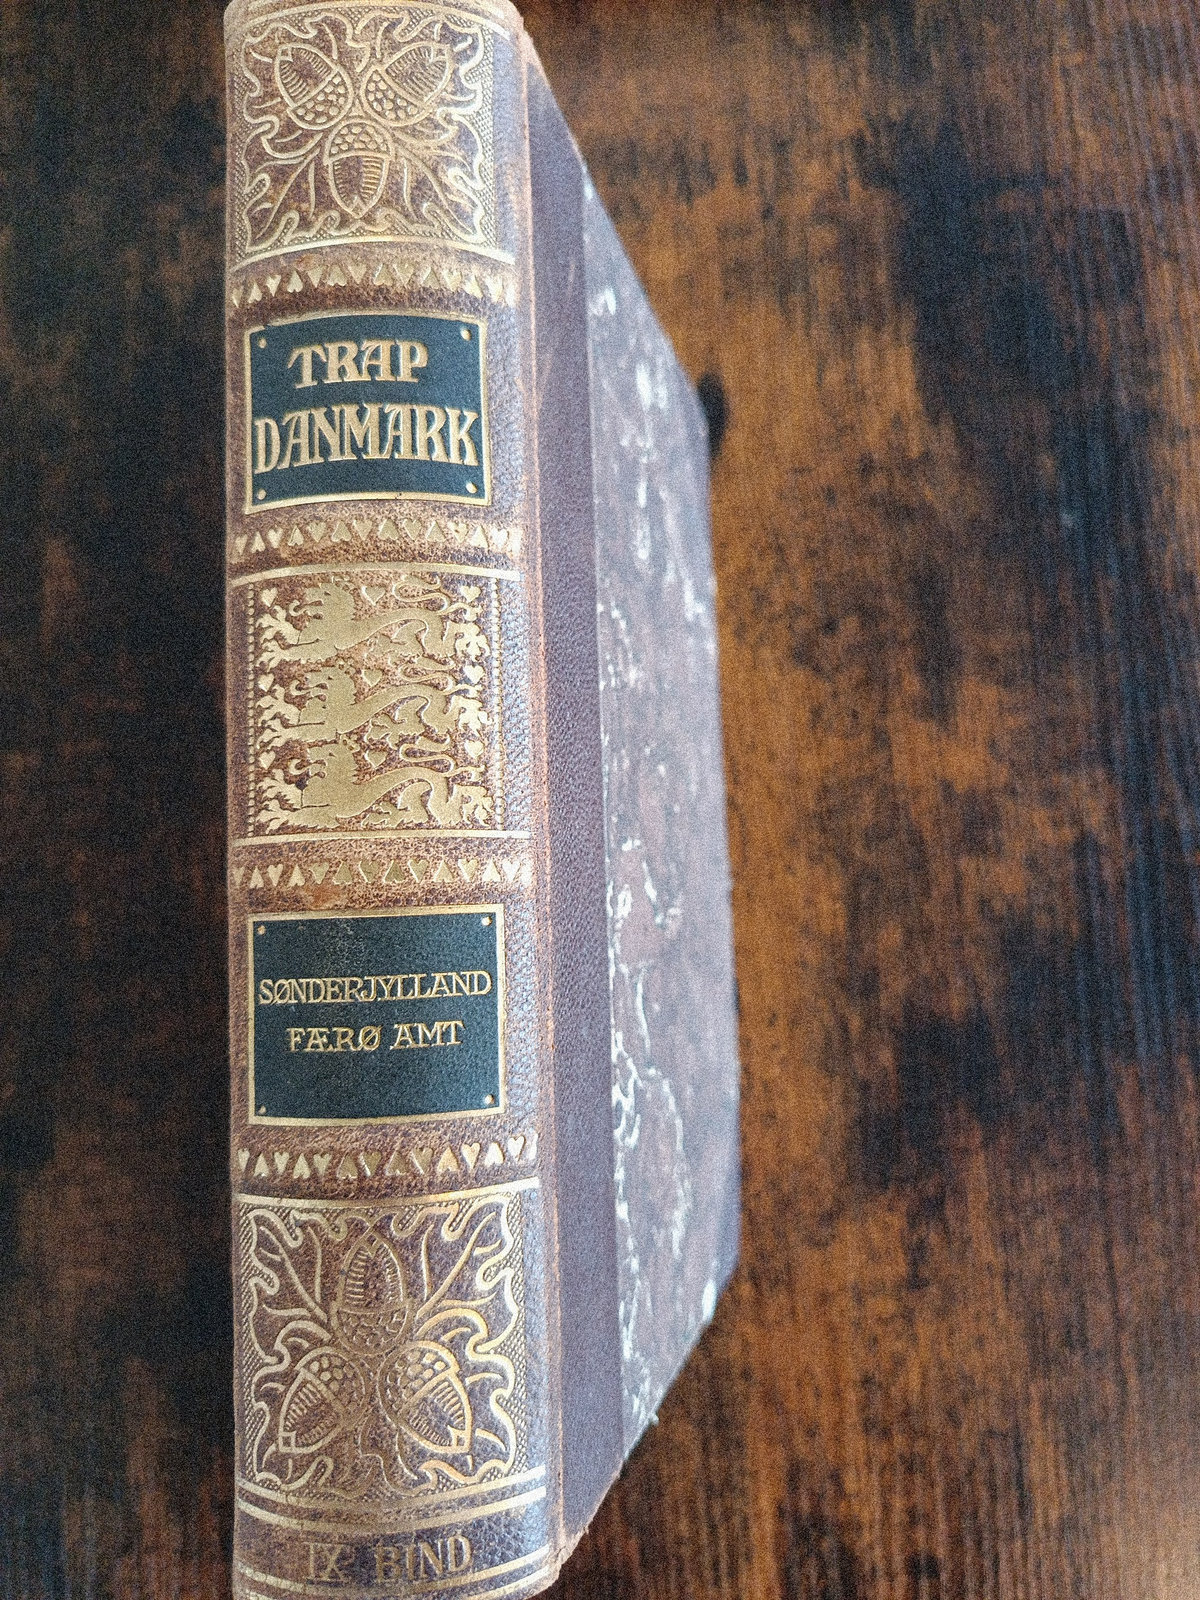 TRAP
DANMARK
SØNDERJYLLAND
FÆRØ AMT
IX BIND